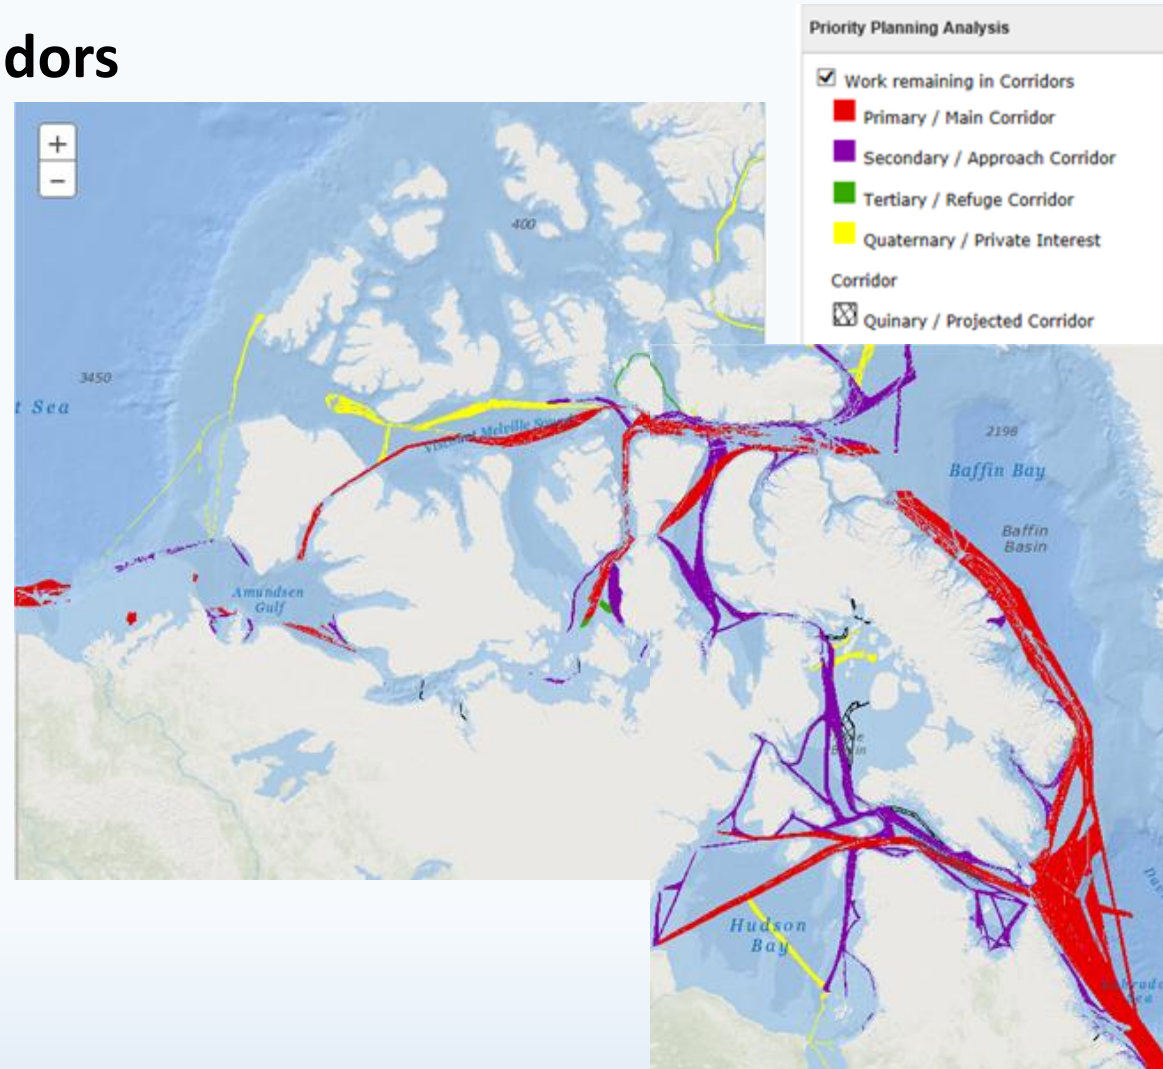 dors
Priority Planning Analysis
Work remaining in Corridors
Primary / Main Corridor
Secondary / Approach Corridor
Tertiary / Refuge Corridor
Quaternary / Private Interest
Corridor
Quinary / Projected Corridor
+
−
400
3450
t Sea
Melville
2198
Baffin Bay
Baffin
Basin
Amundsen
Gulf
Hudson
Bay